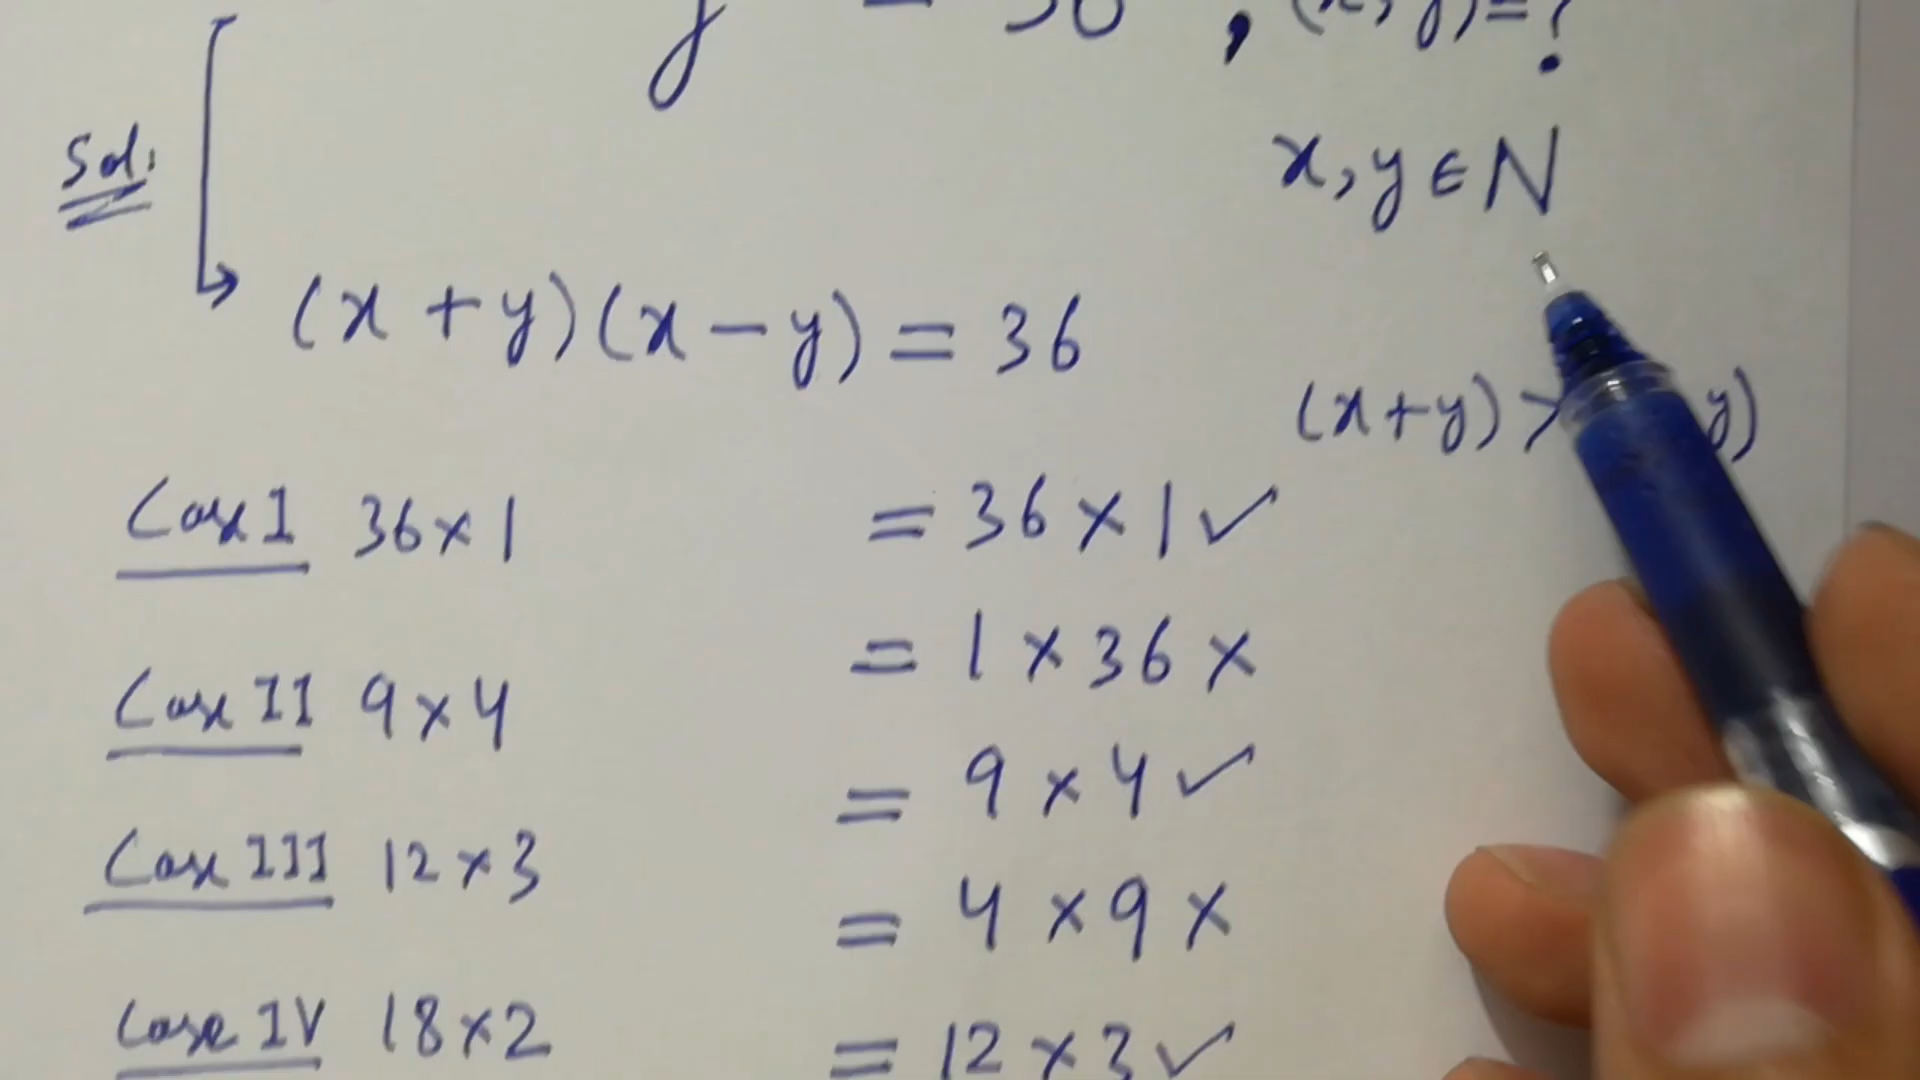 y = 36 , (x, y)=?
Sol.
x, y ∈ N
(x + y)(x - y) = 36
(x+y) > y)
Case I 36 x 1
= 36 x 1 ✓
= 1 x 36 x
Case II 9 x 4
= 9 x 4 ✓
Case III 12 x 3
= 4 x 9 x
Case IV 18 x 2
= 12 x 3 ✓